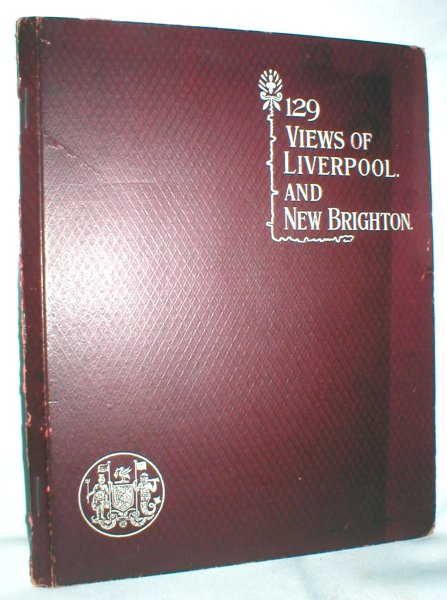 129
VIEWS OF
LIVERPOOL.
AND
NEW BRIGHTON.